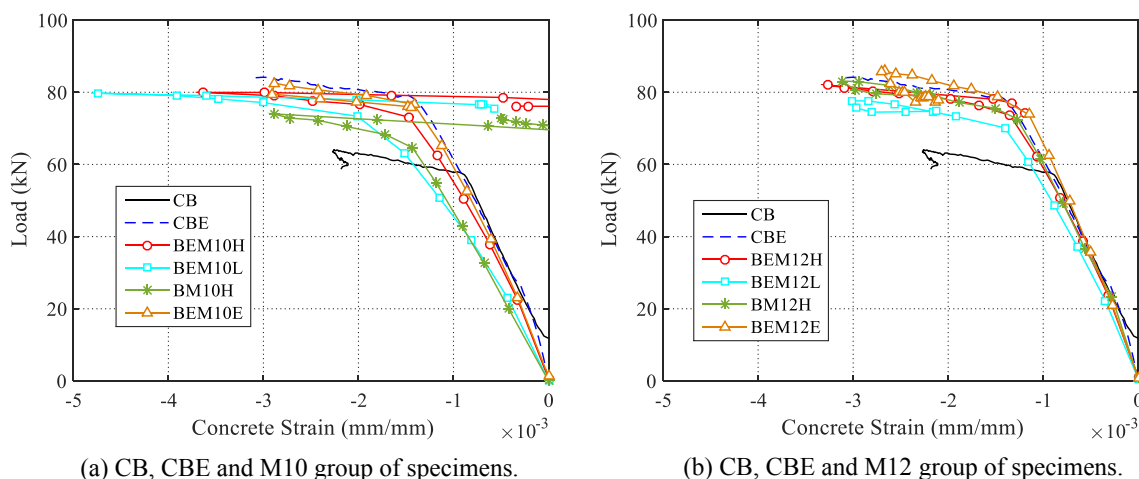 100
80
60
40
20
0
Load (kN)
CB
CBE
BEM10H
BEM10L
BM10H
BEM10E
-5 -4 -3 -2 -1 0
Concrete Strain (mm/mm) ×10⁻³
(a) CB, CBE and M10 group of specimens.
100
80
60
40
20
0
Load (kN)
CB
CBE
BEM12H
BEM12L
BM12H
BEM12E
-5 -4 -3 -2 -1 0
Concrete Strain (mm/mm) ×10⁻³
(b) CB, CBE and M12 group of specimens.